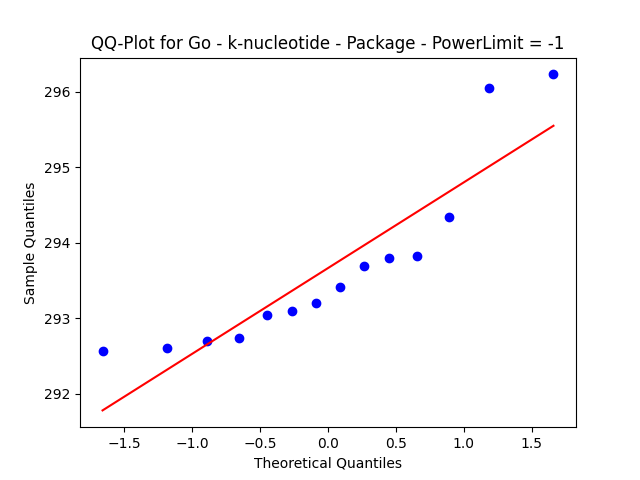 QQ-Plot for Go - k-nucleotide - Package - PowerLimit = -1
Sample Quantiles
296
295
294
293
292
−1.5 −1.0 −0.5 0.0 0.5 1.0 1.5
Theoretical Quantiles